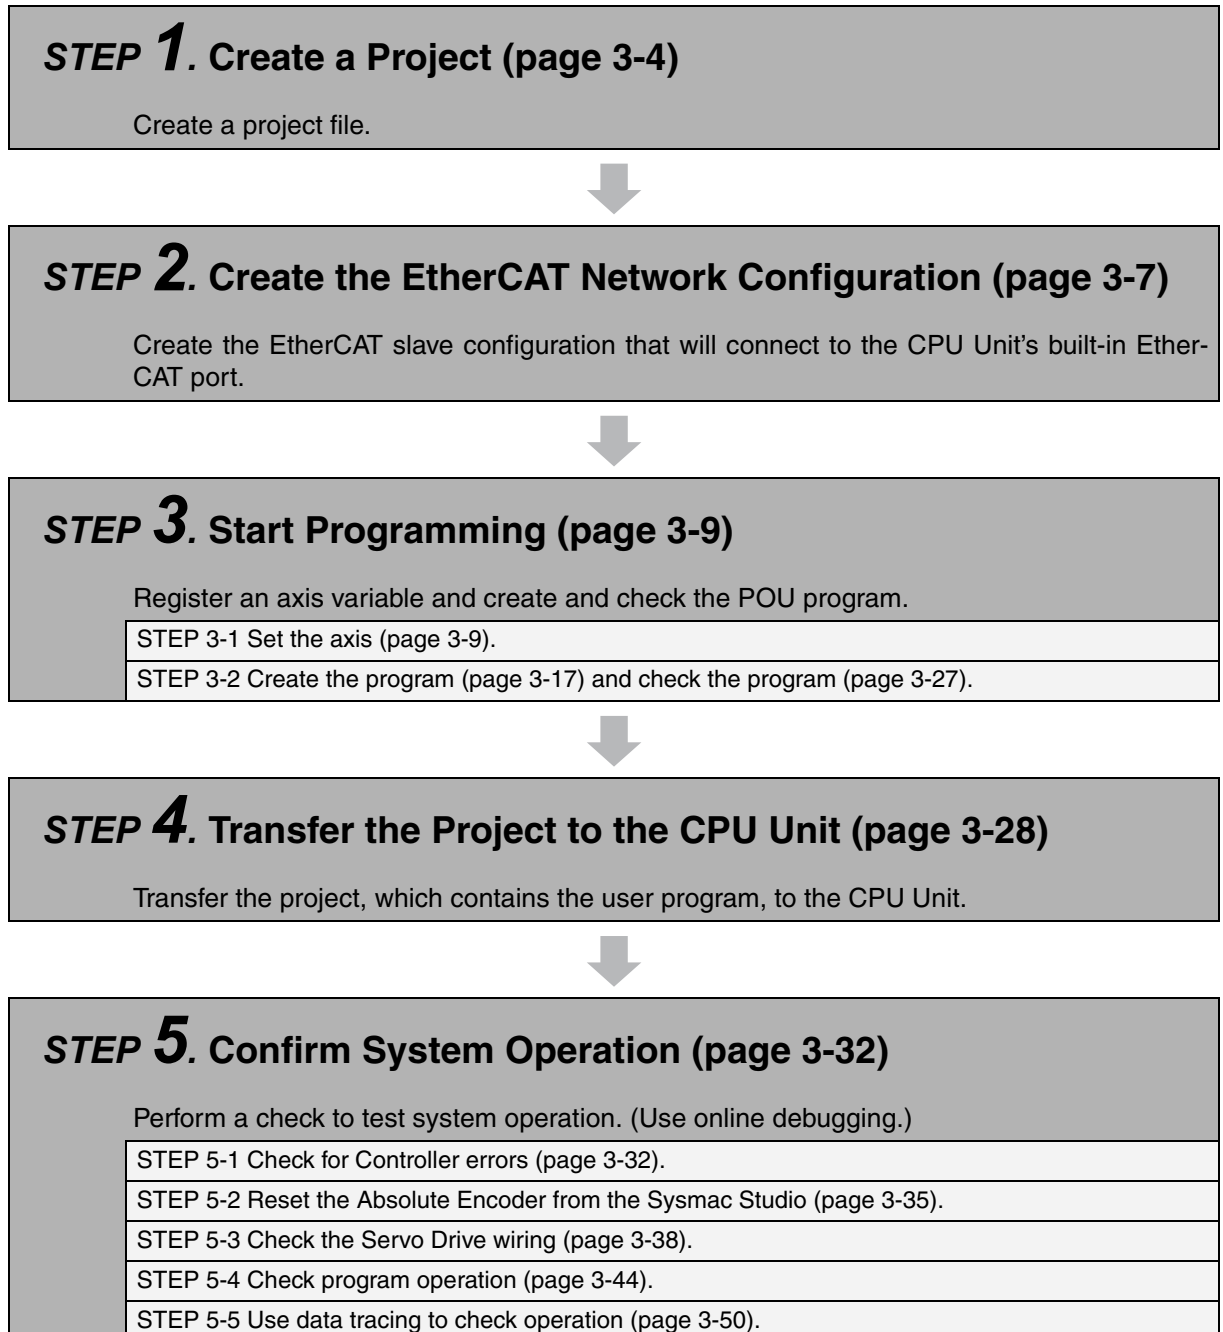 STEP 1. Create a Project (page 3-4)
Create a project file.
STEP 2. Create the EtherCAT Network Configuration (page 3-7)
Create the EtherCAT slave configuration that will connect to the CPU Unit's built-in Ether-
CAT port.
STEP 3. Start Programming (page 3-9)
Register an axis variable and create and check the POU program.
STEP 3-1 Set the axis (page 3-9).
STEP 3-2 Create the program (page 3-17) and check the program (page 3-27).
STEP 4. Transfer the Project to the CPU Unit (page 3-28)
Transfer the project, which contains the user program, to the CPU Unit.
STEP 5. Confirm System Operation (page 3-32)
Perform a check to test system operation. (Use online debugging.)
STEP 5-1 Check for Controller errors (page 3-32).
STEP 5-2 Reset the Absolute Encoder from the Sysmac Studio (page 3-35).
STEP 5-3 Check the Servo Drive wiring (page 3-38).
STEP 5-4 Check program operation (page 3-44).
STEP 5-5 Use data tracing to check operation (page 3-50).